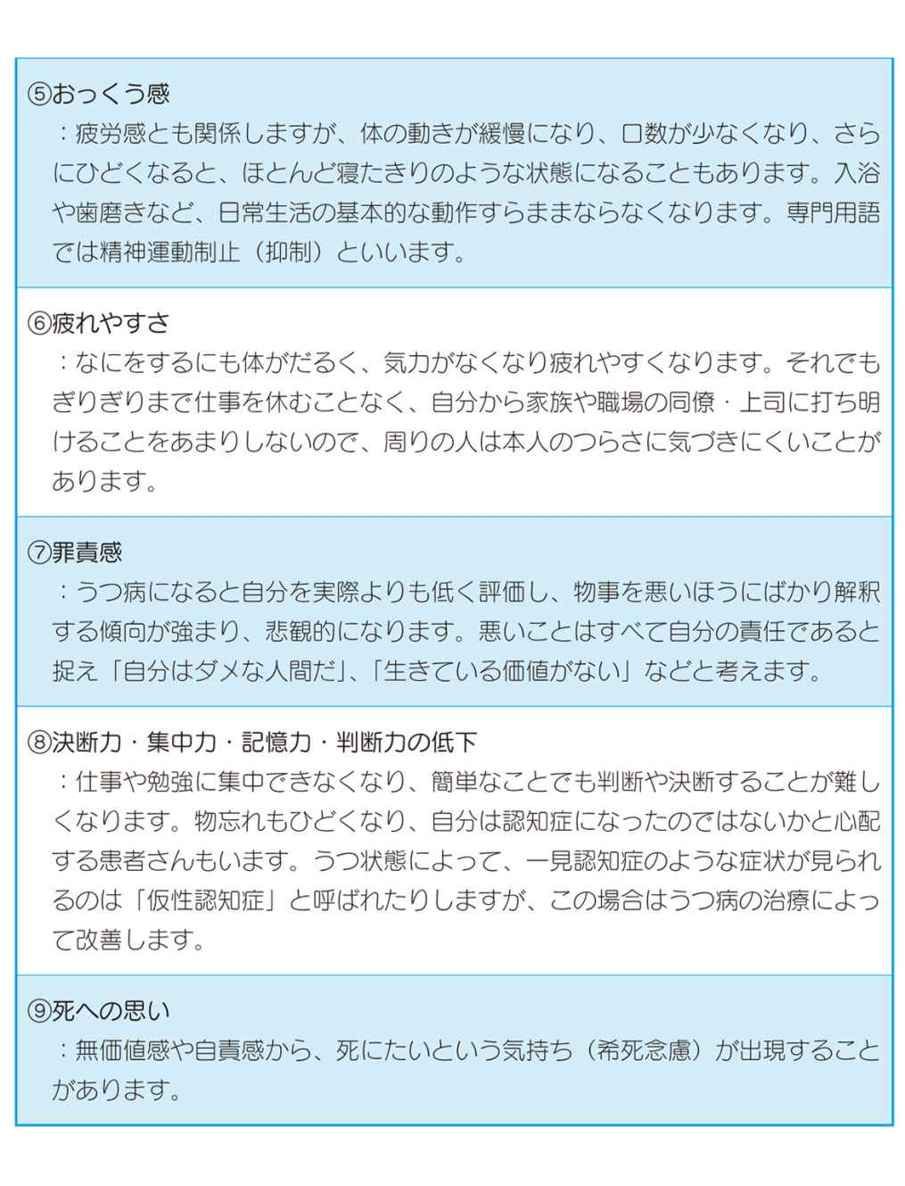 ⑤おっくう感
：疲労感とも関係しますが、体の動きが緩慢になり、口数が少なくなり、さら
にひどくなると、ほとんど寝たきりのような状態になることもあります。入浴
や歯磨きなど、日常生活の基本的な動作すらままならなくなります。専門用語
では精神運動制止（抑制）といいます。
⑥疲れやすさ
：なにをするにも体がだるく、気力がなくなり疲れやすくなります。それでも
ぎりぎりまで仕事を休むことなく、自分から家族や職場の同僚・上司に打ち明
けることをあまりしないので、周りの人は本人のつらさに気づきにくいことが
あります。
⑦罪責感
：うつ病になると自分を実際よりも低く評価し、物事を悪いほうにばかり解釈
する傾向が強まり、悲観的になります。悪いことはすべて自分の責任であると
捉え「自分はダメな人間だ」、「生きている価値がない」などと考えます。
⑧決断力・集中力・記憶力・判断力の低下
：仕事や勉強に集中できなくなり、簡単なことでも判断や決断することが難し
くなります。物忘れもひどくなり、自分は認知症になったのではないかと心配
する患者さんもいます。うつ状態によって、一見認知症のような症状が見られ
るのは「仮性認知症」と呼ばれたりしますが、この場合はうつ病の治療によっ
て改善します。
⑨死への思い
：無価値感や自責感から、死にたいという気持ち（希死念慮）が出現すること
があります。